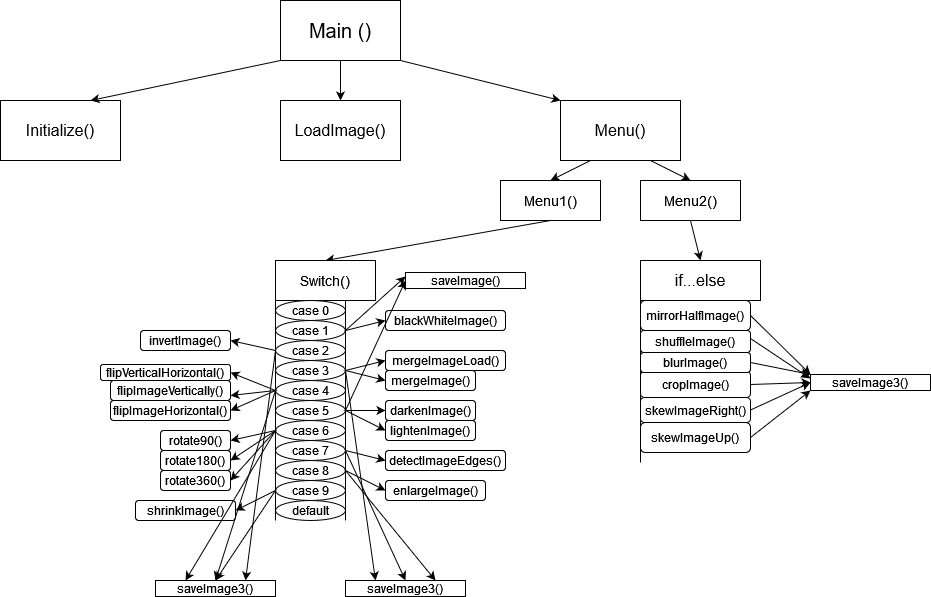 Main ()
Initialize()
LoadImage()
Menu()
Menu1()
Menu2()
Switch()
if...else
saveImage()
case 0
case 1
case 2
case 3
case 4
case 5
case 6
case 7
case 8
case 9
default
blackWhiteImage()
invertImage()
mergeImageLoad()
mergeImage()
flipVerticalHorizontal()
flipImageVertically()
flipImageHorizontal()
darkenImage()
lightenImage()
rotate90()
rotate180()
rotate360()
detectImageEdges()
enlargeImage()
shrinkImage()
saveImage3()
saveImage3()
mirrorHalfImage()
shuffleImage()
blurImage()
cropImage()
skewImageRight()
skewImageUp()
saveImage3()